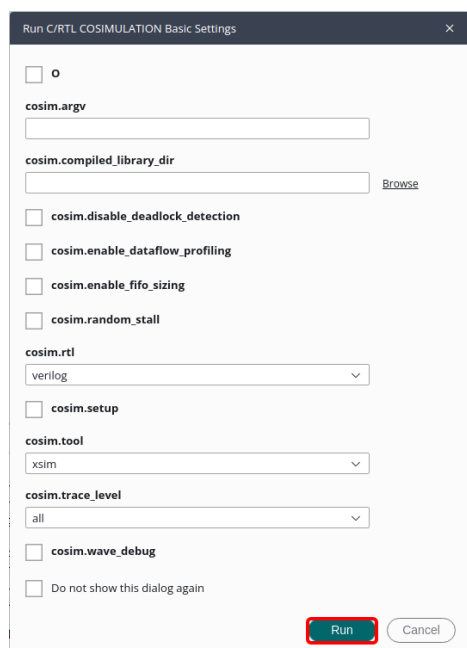 Run C/RTL COSIMULATION Basic Settings
O
cosim.argv
cosim.compiled_library_dir
Browse
cosim.disable_deadlock_detection
cosim.enable_dataflow_profiling
cosim.enable_fifo_sizing
cosim.random_stall
cosim.rtl
verilog
cosim.setup
cosim.tool
xsim
cosim.trace_level
all
cosim.wave_debug
Do not show this dialog again
Run Cancel